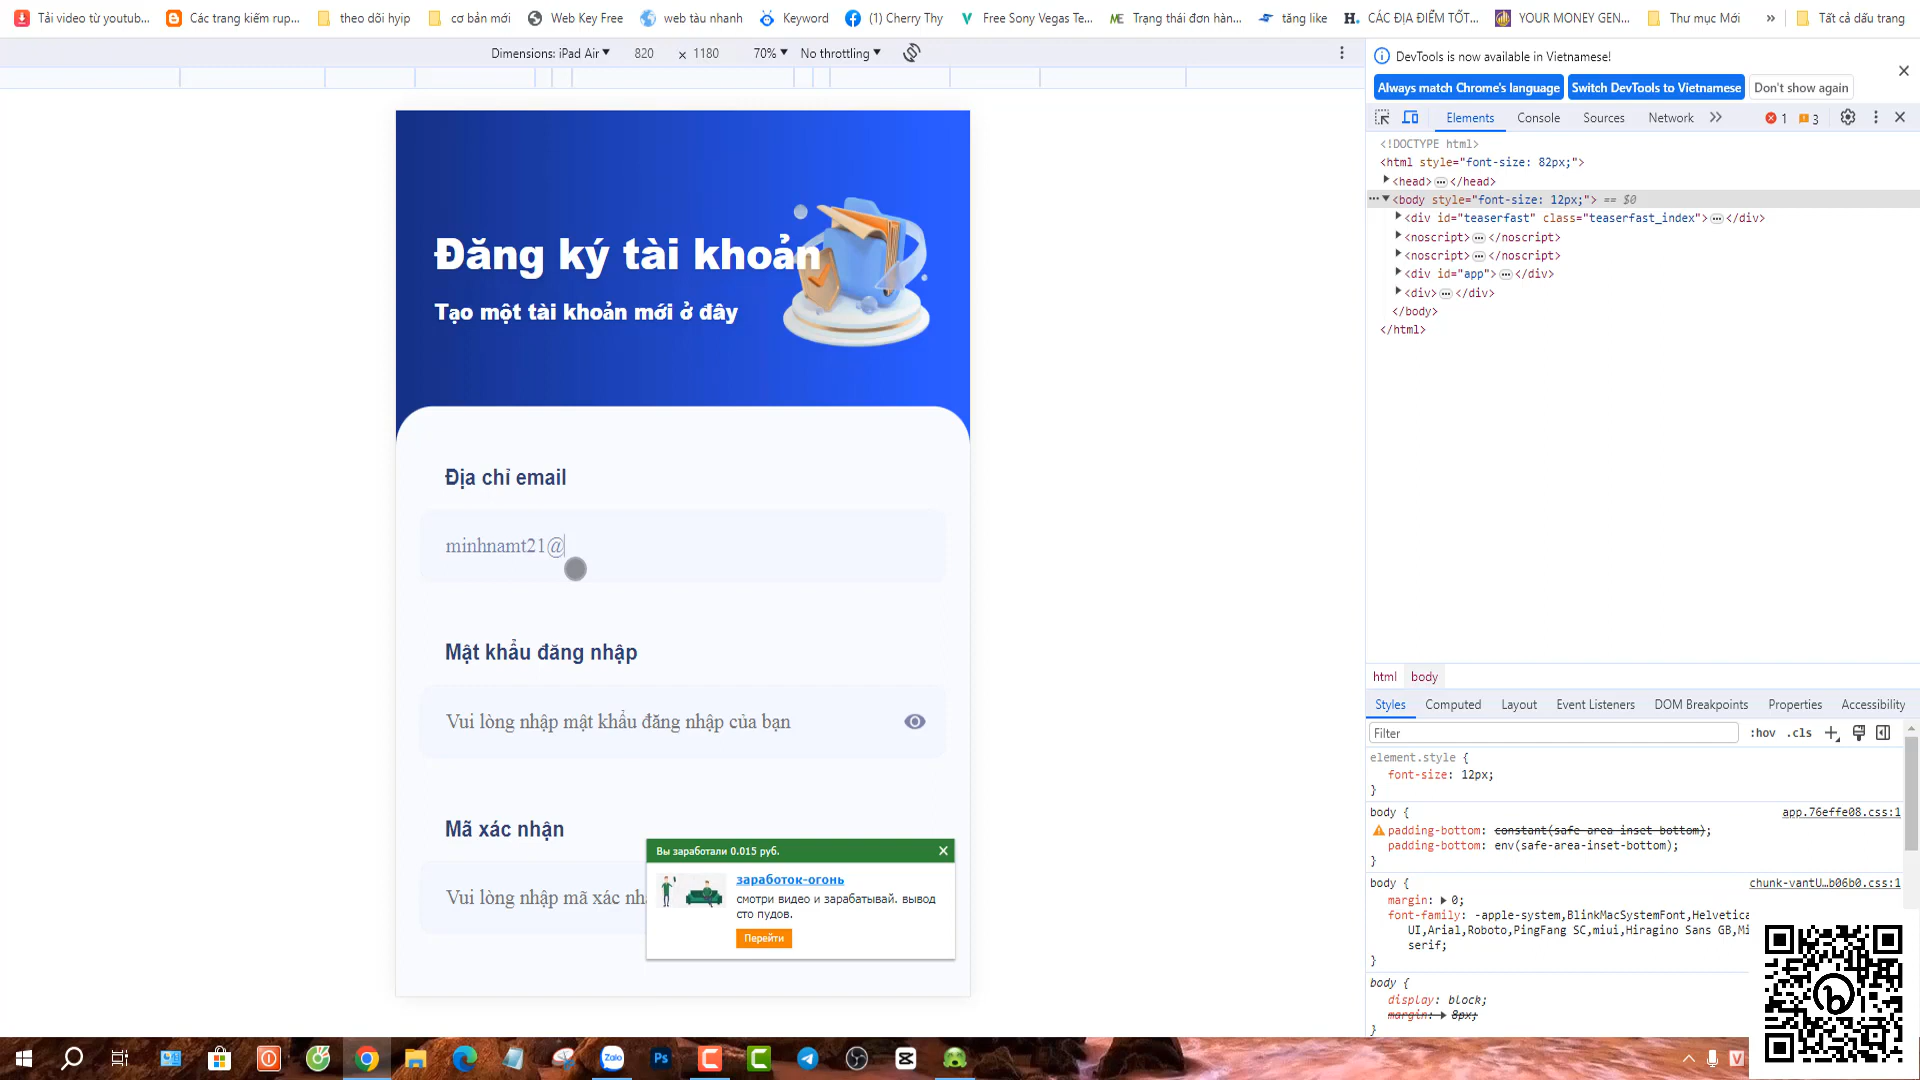 Tải video từ youtub...
Các trang kiếm rup...
theo dõi hyip
cơ bản mới
Web Key Free
web tàu nhanh
Keyword
(1) Cherry Thy
Free Sony Vegas Te...
Trạng thái đơn hàn...
tăng like
CÁC ĐỊA ĐIỂM TỐT...
YOUR MONEY GEN...
Thư mục Mới
»
Tất cả dấu trang
Dimensions: iPad Air
820 × 1180
70%
No throttling
DevTools is now available in Vietnamese!
Always match Chrome's language
Switch DevTools to Vietnamese
Don't show again
Elements
Console
Sources
Network
»
1
3
<!DOCTYPE html>
<html style="font-size: 82px;">
<head> … </head>
<body style="font-size: 12px;"> == $0
<div id="teaserfast" class="teaserfast_index"> … </div>
<noscript> … </noscript>
<noscript> … </noscript>
<div id="app"> … </div>
<div> … </div>
</body>
</html>
Đăng ký tài khoản
Tạo một tài khoản mới ở đây
Địa chỉ email
minhnamt21@
Mật khẩu đăng nhập
Vui lòng nhập mật khẩu đăng nhập của bạn
Mã xác nhận
Vui lòng nhập mã xác nh
Вы заработали 0.015 руб.
заработок-огонь
смотри видео и зарабатывай. вывод
сто пудов.
Перейти
html
body
Styles
Computed
Layout
Event Listeners
DOM Breakpoints
Properties
Accessibility
Filter
:hov
.cls
element.style {
font-size: 12px;
}
body {
app.76effe08.css:1
padding-bottom: constant(safe-area-inset-bottom);
padding-bottom: env(safe-area-inset-bottom);
}
body {
chunk-vantU…b06b0.css:1
margin: 0;
font-family: -apple-system,BlinkMacSystemFont,Helvetica
UI,Arial,Roboto,PingFang SC,miui,Hiragino Sans GB,Mi
serif;
}
body {
display: block;
margin: 8px;
}
Zalo
Ps
V